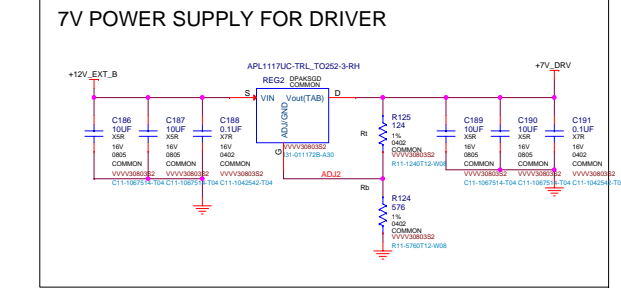 7V POWER SUPPLY FOR DRIVER
+12V_EXT_B
APL1117UC-TRL_TO252-3-RH
REG2 DPAKSGD
COMMON
+7V_DRV
S
VIN Vout(TAB)
D
ADJ/GND
G
VVVV30803S2
I31-011172B-A30
ADJ2
C186
10UF
X5R
16V
0805
COMMON
VVVV30803S2
C11-1067514-T04
C187
10UF
X5R
16V
0805
COMMON
VVVV30803S2
C11-1067514-T04
C188
0.1UF
X7R
16V
0402
COMMON
VVVV30803S2
C11-1042542-T04
Rt
R125
124
1%
0402
COMMON
VVVV30803S2
R11-1240T12-W08
Rb
R124
576
1%
0402
COMMON
VVVV30803S2
R11-5760T12-W08
C189
10UF
X5R
16V
0805
COMMON
VVVV30803S2
C11-1067514-T04
C190
10UF
X5R
16V
0805
COMMON
VVVV30803S2
C11-1067514-T04
C191
0.1UF
X7R
16V
0402
COMMON
VVVV30803S2
C11-1042542-T0